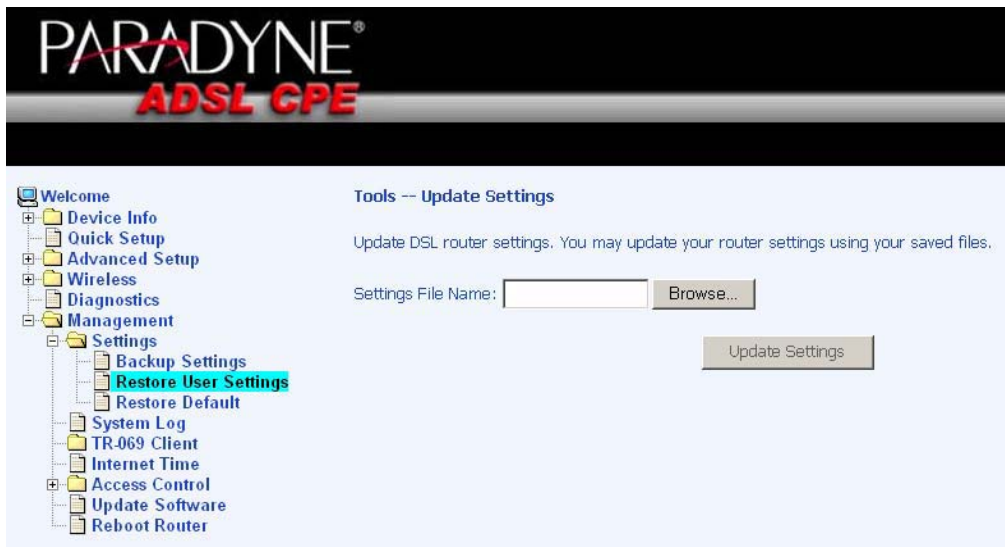 PARADYNE®
ADSL CPE
Welcome
Device Info
Quick Setup
Advanced Setup
Wireless
Diagnostics
Management
Settings
Backup Settings
Restore User Settings
Restore Default
System Log
TR-069 Client
Internet Time
Access Control
Update Software
Reboot Router
Tools -- Update Settings
Update DSL router settings. You may update your router settings using your saved files.
Settings File Name: Browse...
Update Settings